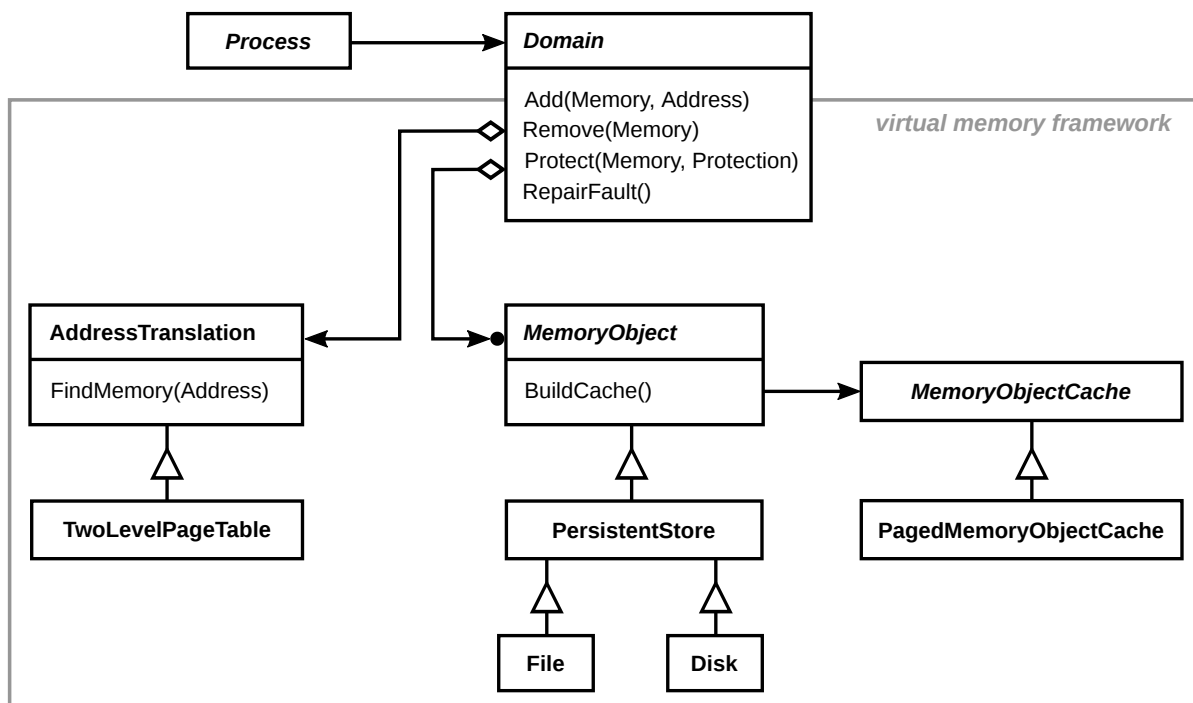 Process
Domain
Add(Memory, Address)
Remove(Memory)
Protect(Memory, Protection)
RepairFault()
virtual memory framework
AddressTranslation
FindMemory(Address)
MemoryObject
BuildCache()
MemoryObjectCache
TwoLevelPageTable
PersistentStore
PagedMemoryObjectCache
File
Disk